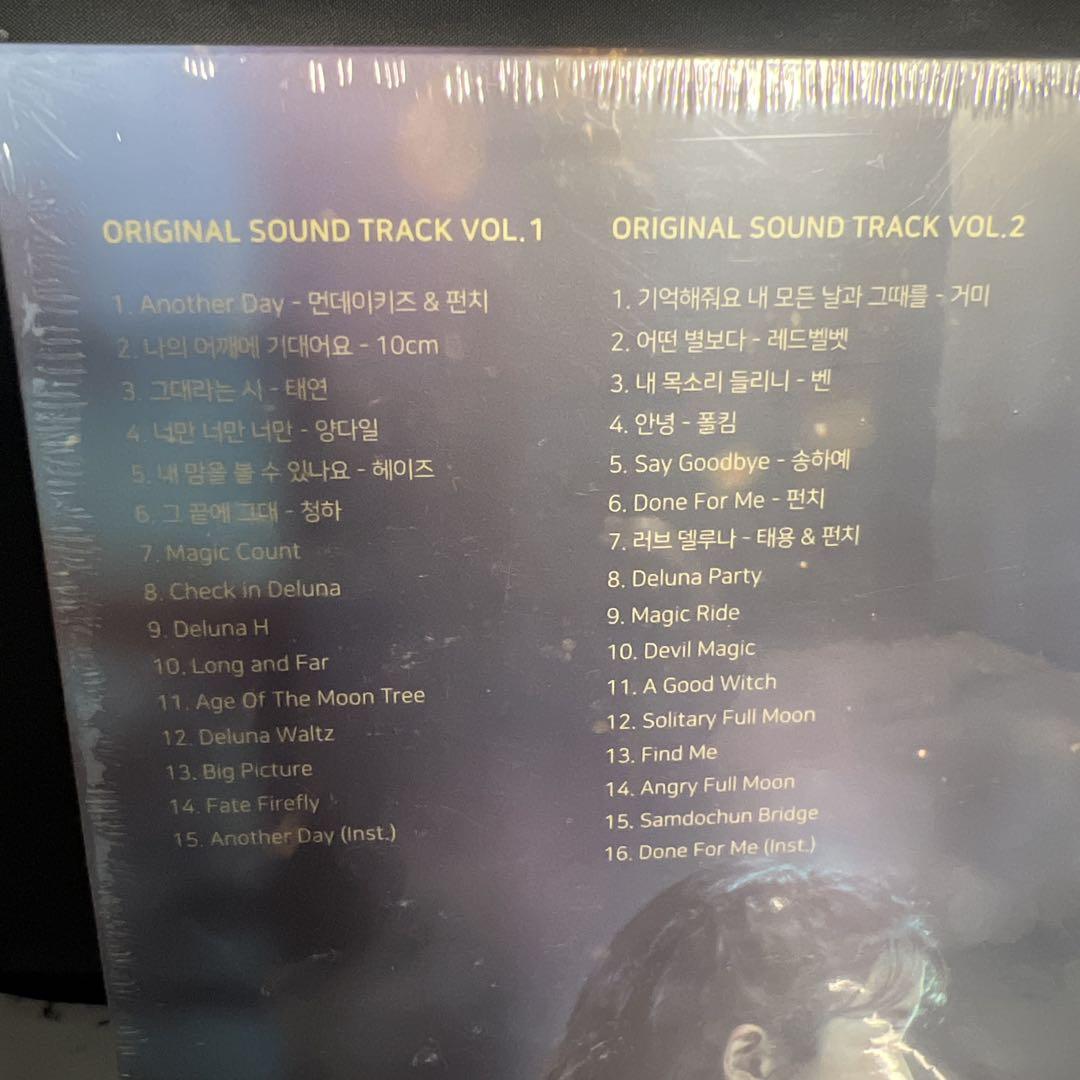 ORIGINAL SOUND TRACK VOL.1
1. Another Day - 먼데이키즈 & 펀치
2. 나의 어깨에 기대어요 - 10cm
3. 그대라는 시 - 태연
4. 너만 너만 너만 - 양다일
5. 내 맘을 볼 수 있나요 - 헤이즈
6. 그 끝에 그대 - 청하
7. Magic Count
8. Check in Deluna
9. Deluna H
10. Long and Far
11. Age Of The Moon Tree
12. Deluna Waltz
13. Big Picture
14. Fate Firefly
15. Another Day (Inst.)
ORIGINAL SOUND TRACK VOL.2
1. 기억해줘요 내 모든 날과 그때를 - 거미
2. 어떤 별보다 - 레드벨벳
3. 내 목소리 들리니 - 벤
4. 안녕 - 폴킴
5. Say Goodbye - 송하예
6. Done For Me - 펀치
7. 러브 델루나 - 태용 & 펀치
8. Deluna Party
9. Magic Ride
10. Devil Magic
11. A Good Witch
12. Solitary Full Moon
13. Find Me
14. Angry Full Moon
15. Samdochun Bridge
16. Done For Me (Inst.)